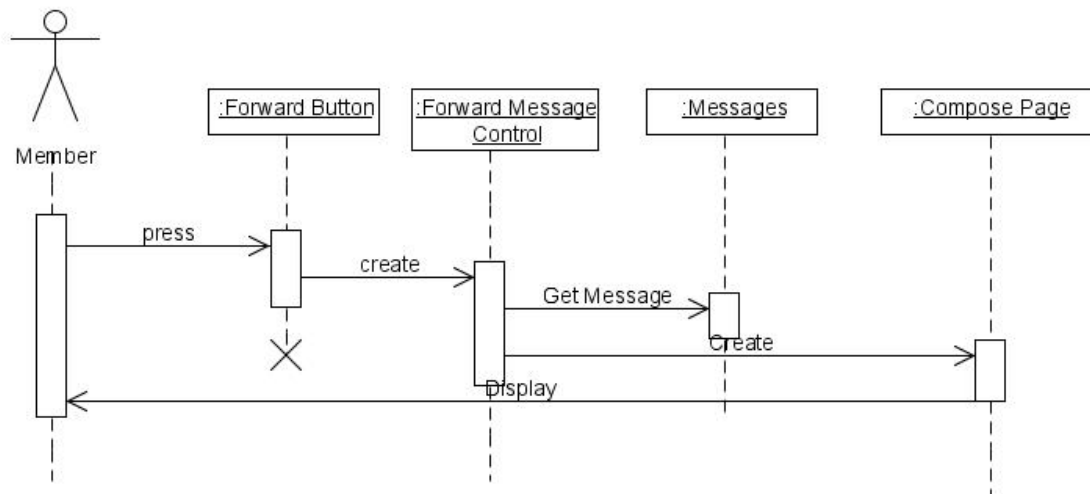 :Forward Button
:Forward Message
Control
:Messages
:Compose Page
Member
press
create
Get Message
Create
Display